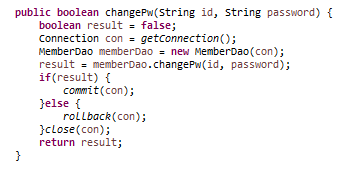 public boolean changePw(String id, String password) {
    boolean result = false;
    Connection con = getConnection();
    MemberDao memberDao = new MemberDao(con);
    result = memberDao.changePw(id, password);
    if(result) {
        commit(con);
    }else {
        rollback(con);
    }close(con);
    return result;
}